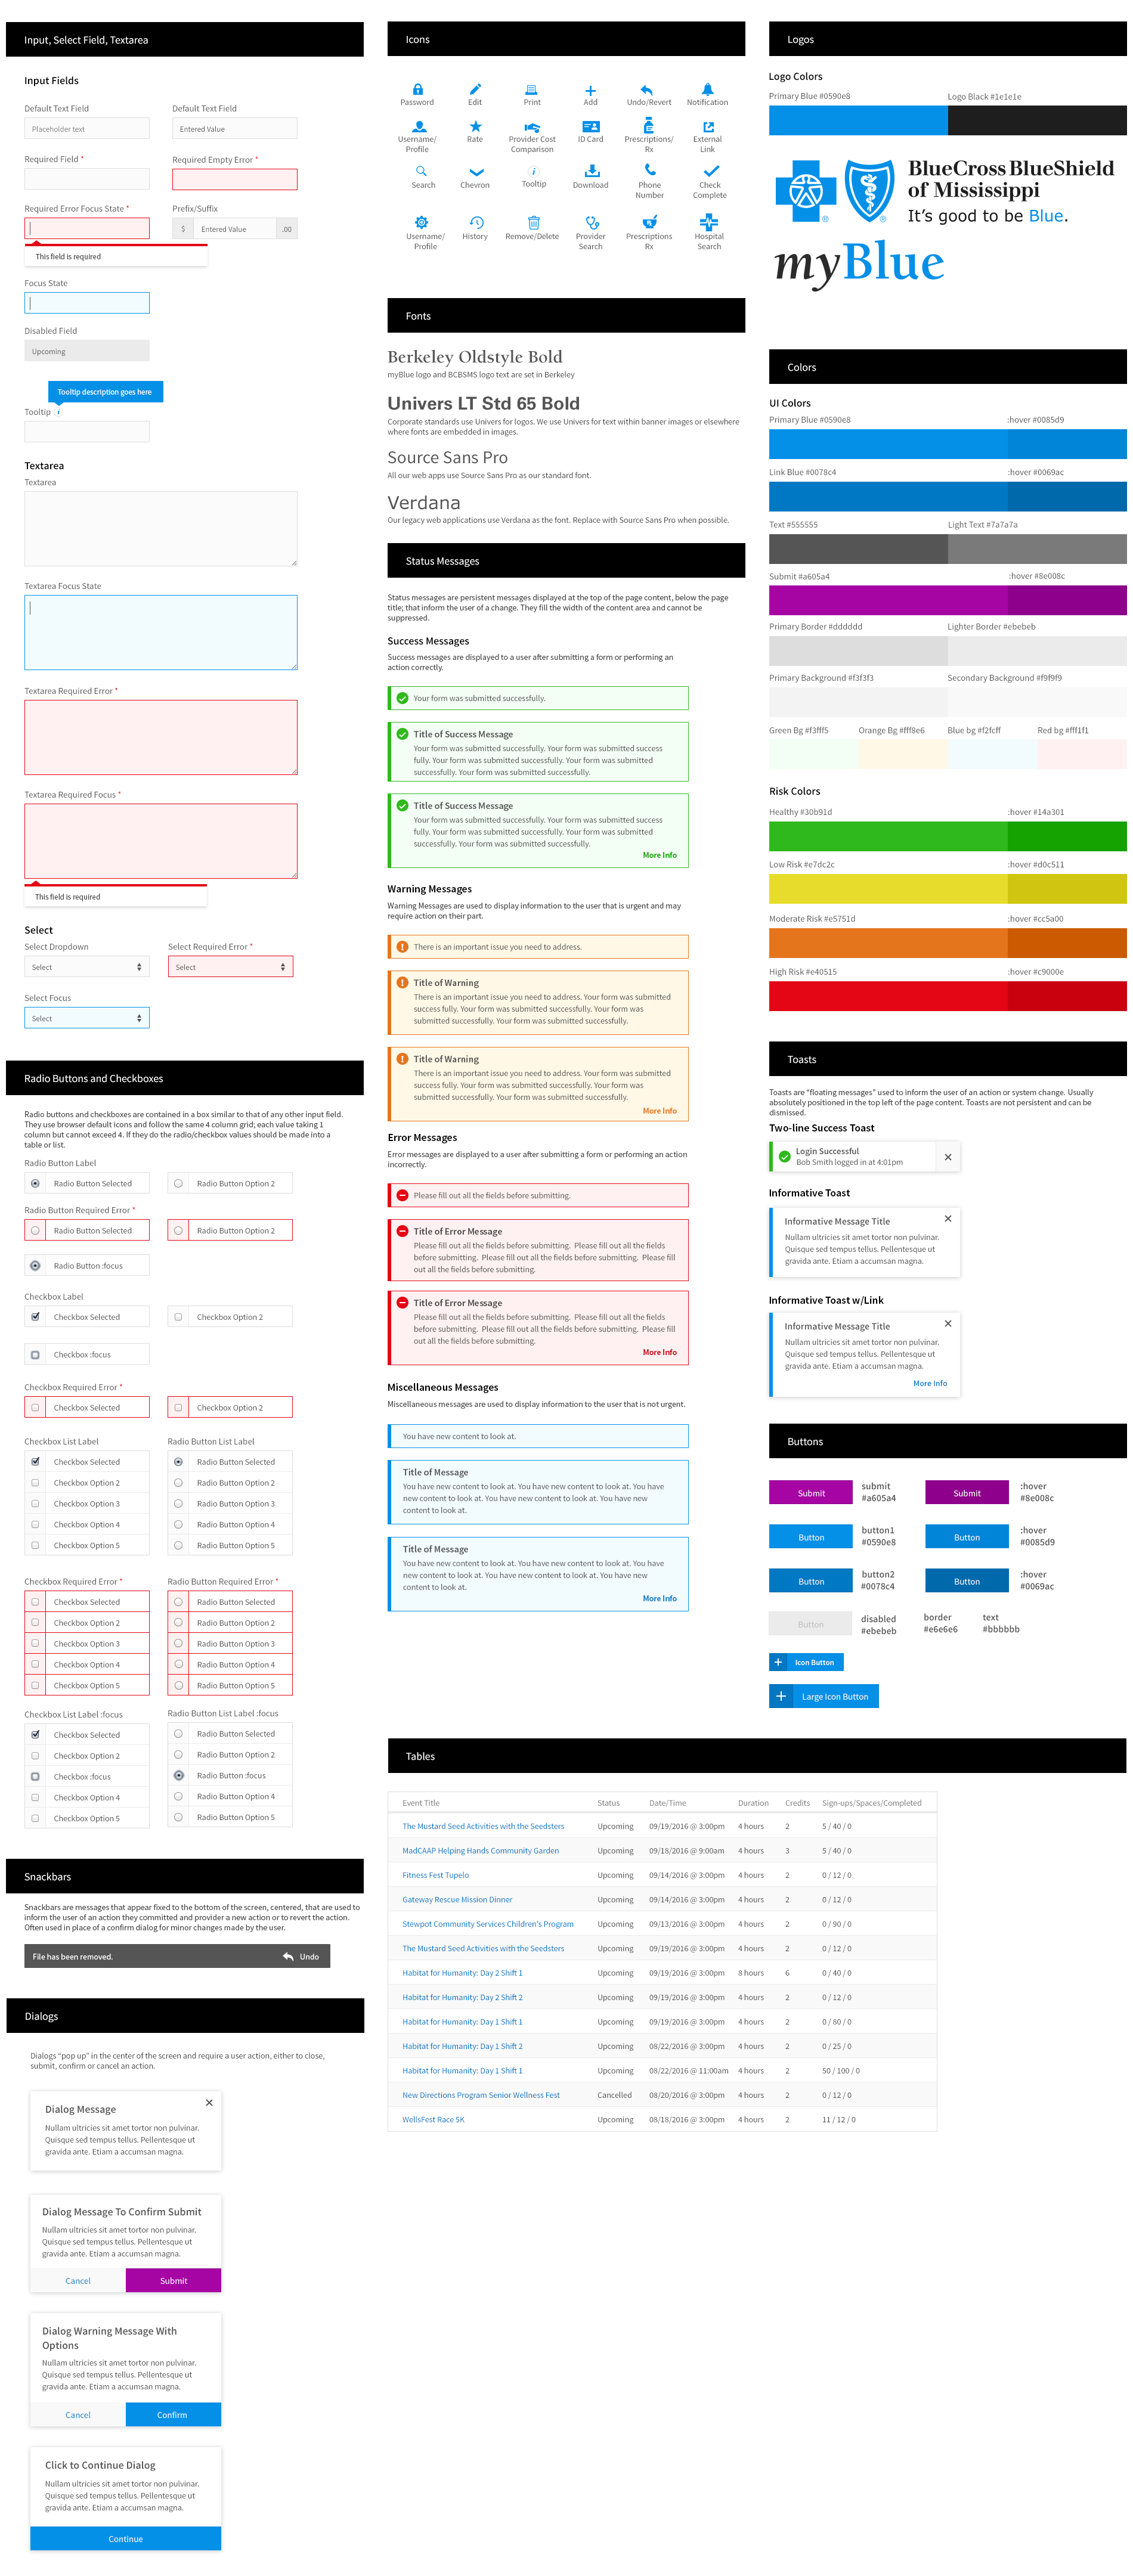 Input, Select Field, Textarea
Input Fields
Default Text Field
Default Text Field
Placeholder text
Entered Value
Required Field *
Required Empty Error *
Required Error Focus State *
Prefix/Suffix
$
Entered Value
.00
This field is required
Focus State
Disabled Field
Upcoming
Tooltip description goes here
Tooltip i
Textarea
Textarea
Textarea Focus State
Textarea Required Error *
Textarea Required Focus *
This field is required
Select
Select Dropdown
Select Required Error *
Select
Select
Select Focus
Select
Radio Buttons and Checkboxes
Radio buttons and checkboxes are contained in a box similar to that of any other input field.
They use browser default icons and follow the same 4 column grid; each value taking 1
column but cannot exceed 4. If they do the radio/checkbox values should be made into a
table or list.
Radio Button Label
Radio Button Selected
Radio Button Option 2
Radio Button Required Error *
Radio Button Selected
Radio Button Option 2
Radio Button :focus
Checkbox Label
Checkbox Selected
Checkbox Option 2
Checkbox :focus
Checkbox Required Error *
Checkbox Selected
Checkbox Option 2
Checkbox List Label
Checkbox Selected
Checkbox Option 2
Checkbox Option 3
Checkbox Option 4
Checkbox Option 5
Radio Button List Label
Radio Button Selected
Radio Button Option 2
Radio Button Option 3
Radio Button Option 4
Radio Button Option 5
Checkbox Required Error *
Checkbox Selected
Checkbox Option 2
Checkbox Option 3
Checkbox Option 4
Checkbox Option 5
Radio Button Required Error *
Radio Button Selected
Radio Button Option 2
Radio Button Option 3
Radio Button Option 4
Radio Button Option 5
Checkbox List Label :focus
Checkbox Selected
Checkbox Option 2
Checkbox :focus
Checkbox Option 4
Checkbox Option 5
Radio Button List Label :focus
Radio Button Selected
Radio Button Option 2
Radio Button :focus
Radio Button Option 4
Radio Button Option 5
Snackbars
Snackbars are messages that appear fixed to the bottom of the screen, centered, that are used to
inform the user of an action they committed and provide a new action or to revert the action.
Often used in place of a confirm dialog for minor changes made by the user.
File has been removed.
Undo
Dialogs
Dialogs “pop up” in the center of the screen and require a user action, either to close,
submit, confirm or cancel an action.
Dialog Message
Nullam ultricies sit amet tortor non pulvinar.
Quisque sed tempus tellus. Pellentesque ut
gravida ante. Etiam a accumsan magna.
Dialog Message To Confirm Submit
Nullam ultricies sit amet tortor non pulvinar.
Quisque sed tempus tellus. Pellentesque ut
gravida ante. Etiam a accumsan magna.
Cancel
Submit
Dialog Warning Message With
Options
Nullam ultricies sit amet tortor non pulvinar.
Quisque sed tempus tellus. Pellentesque ut
gravida ante. Etiam a accumsan magna.
Cancel
Confirm
Click to Continue Dialog
Nullam ultricies sit amet tortor non pulvinar.
Quisque sed tempus tellus. Pellentesque ut
gravida ante. Etiam a accumsan magna.
Continue
Icons
Password
Edit
Print
Add
Undo/Revert
Notification
Username/
Profile
Rate
Provider Cost
Comparison
ID Card
Prescriptions/
Rx
External
Link
Search
Chevron
Tooltip
Download
Phone
Number
Check
Complete
Username/
Profile
History
Remove/Delete
Provider
Search
Prescriptions
Rx
Hospital
Search
Fonts
Berkeley Oldstyle Bold
myBlue logo and BCBSMS logo text are set in Berkeley
Univers LT Std 65 Bold
Corporate standards use Univers for logos. We use Univers for text within banner images or elsewhere
where fonts are embedded in images.
Source Sans Pro
All our web apps use Source Sans Pro as our standard font.
Verdana
Our legacy web applications use Verdana as the font. Replace with Source Sans Pro when possible.
Status Messages
Status messages are persistent messages displayed at the top of the page content, below the page
title; that inform the user of a change. They fill the width of the content area and cannot be
suppressed.
Success Messages
Success messages are displayed to a user after submitting a form or performing an
action correctly.
Your form was submitted successfully.
Title of Success Message
Your form was submitted successfully. Your form was submitted success
fully. Your form was submitted successfully. Your form was submitted
successfully. Your form was submitted successfully.
Title of Success Message
Your form was submitted successfully. Your form was submitted success
fully. Your form was submitted successfully. Your form was submitted
successfully. Your form was submitted successfully.
More Info
Warning Messages
Warning Messages are used to display information to the user that is urgent and may
require action on their part.
There is an important issue you need to address.
Title of Warning
There is an important issue you need to address. Your form was submitted
success fully. Your form was submitted successfully. Your form was
submitted successfully. Your form was submitted successfully.
Title of Warning
There is an important issue you need to address. Your form was submitted
success fully. Your form was submitted successfully. Your form was
submitted successfully. Your form was submitted successfully.
More Info
Error Messages
Error messages are displayed to a user after submitting a form or performing an action
incorrectly.
Please fill out all the fields before submitting.
Title of Error Message
Please fill out all the fields before submitting. Please fill out all the fields
before submitting. Please fill out all the fields before submitting. Please fill
out all the fields before submitting.
Title of Error Message
Please fill out all the fields before submitting. Please fill out all the fields
before submitting. Please fill out all the fields before submitting. Please fill
out all the fields before submitting.
More Info
Miscellaneous Messages
Miscellaneous messages are used to display information to the user that is not urgent.
You have new content to look at.
Title of Message
You have new content to look at. You have new content to look at. You have
new content to look at. You have new content to look at. You have new
content to look at.
Title of Message
You have new content to look at. You have new content to look at. You have
new content to look at. You have new content to look at. You have new
content to look at.
More Info
Logos
Logo Colors
Primary Blue #0590e8
Logo Black #1e1e1e
BlueCross BlueShield
of Mississippi
It's good to be Blue.
myBlue
Colors
UI Colors
Primary Blue #0590e8
:hover #0085d9
Link Blue #0078c4
:hover #0069ac
Text #555555
Light Text #7a7a7a
Submit #a605a4
:hover #8e008c
Primary Border #dddddd
Lighter Border #ebebeb
Primary Background #f3f3f3
Secondary Background #f9f9f9
Green Bg #f3fff5
Orange Bg #fff8e6
Blue bg #f2fcff
Red bg #fff1f1
Risk Colors
Healthy #30b91d
:hover #14a301
Low Risk #e7dc2c
:hover #d0c511
Moderate Risk #e5751d
:hover #cc5a00
High Risk #e40515
:hover #c9000e
Toasts
Toasts are “floating messages” used to inform the user of an action or system change. Usually
absolutely positioned in the top left of the page content. Toasts are not persistent and can be
dismissed.
Two-line Success Toast
Login Successful
Bob Smith logged in at 4:01pm
Informative Toast
Informative Message Title
Nullam ultricies sit amet tortor non pulvinar.
Quisque sed tempus tellus. Pellentesque ut
gravida ante. Etiam a accumsan magna.
Informative Toast w/Link
Informative Message Title
Nullam ultricies sit amet tortor non pulvinar.
Quisque sed tempus tellus. Pellentesque ut
gravida ante. Etiam a accumsan magna.
More Info
Buttons
Submit
submit
#a605a4
Submit
:hover
#8e008c
Button
button1
#0590e8
Button
:hover
#0085d9
Button
button2
#0078c4
Button
:hover
#0069ac
Button
disabled
#ebebeb
border
#e6e6e6
text
#bbbbbb
Icon Button
Large Icon Button
Tables
Event Title Status Date/Time Duration Credits Sign-ups/Spaces/Completed
The Mustard Seed Activities with the Seedsters Upcoming 09/19/2016 @ 3:00pm 4 hours 2 5 / 40 / 0
MadCAAP Helping Hands Community Garden Upcoming 09/18/2016 @ 9:00am 4 hours 3 5 / 40 / 0
Fitness Fest Tupelo Upcoming 09/14/2016 @ 3:00pm 4 hours 2 0 / 12 / 0
Gateway Rescue Mission Dinner Upcoming 09/14/2016 @ 3:00pm 4 hours 2 0 / 12 / 0
Stewpot Community Services Children's Program Upcoming 09/13/2016 @ 3:00pm 4 hours 2 0 / 90 / 0
The Mustard Seed Activities with the Seedsters Upcoming 09/19/2016 @ 3:00pm 4 hours 2 0 / 12 / 0
Habitat for Humanity: Day 2 Shift 1 Upcoming 09/19/2016 @ 3:00pm 8 hours 6 0 / 40 / 0
Habitat for Humanity: Day 2 Shift 2 Upcoming 09/19/2016 @ 3:00pm 4 hours 2 0 / 12 / 0
Habitat for Humanity: Day 1 Shift 1 Upcoming 09/19/2016 @ 3:00pm 4 hours 2 0 / 80 / 0
Habitat for Humanity: Day 1 Shift 2 Upcoming 08/22/2016 @ 3:00pm 4 hours 2 0 / 25 / 0
Habitat for Humanity: Day 1 Shift 1 Upcoming 08/22/2016 @ 11:00am 4 hours 2 50 / 100 / 0
New Directions Program Senior Wellness Fest Cancelled 08/20/2016 @ 3:00pm 4 hours 2 0 / 12 / 0
WellsFest Race 5K Upcoming 08/18/2016 @ 3:00pm 4 hours 2 11 / 12 / 0